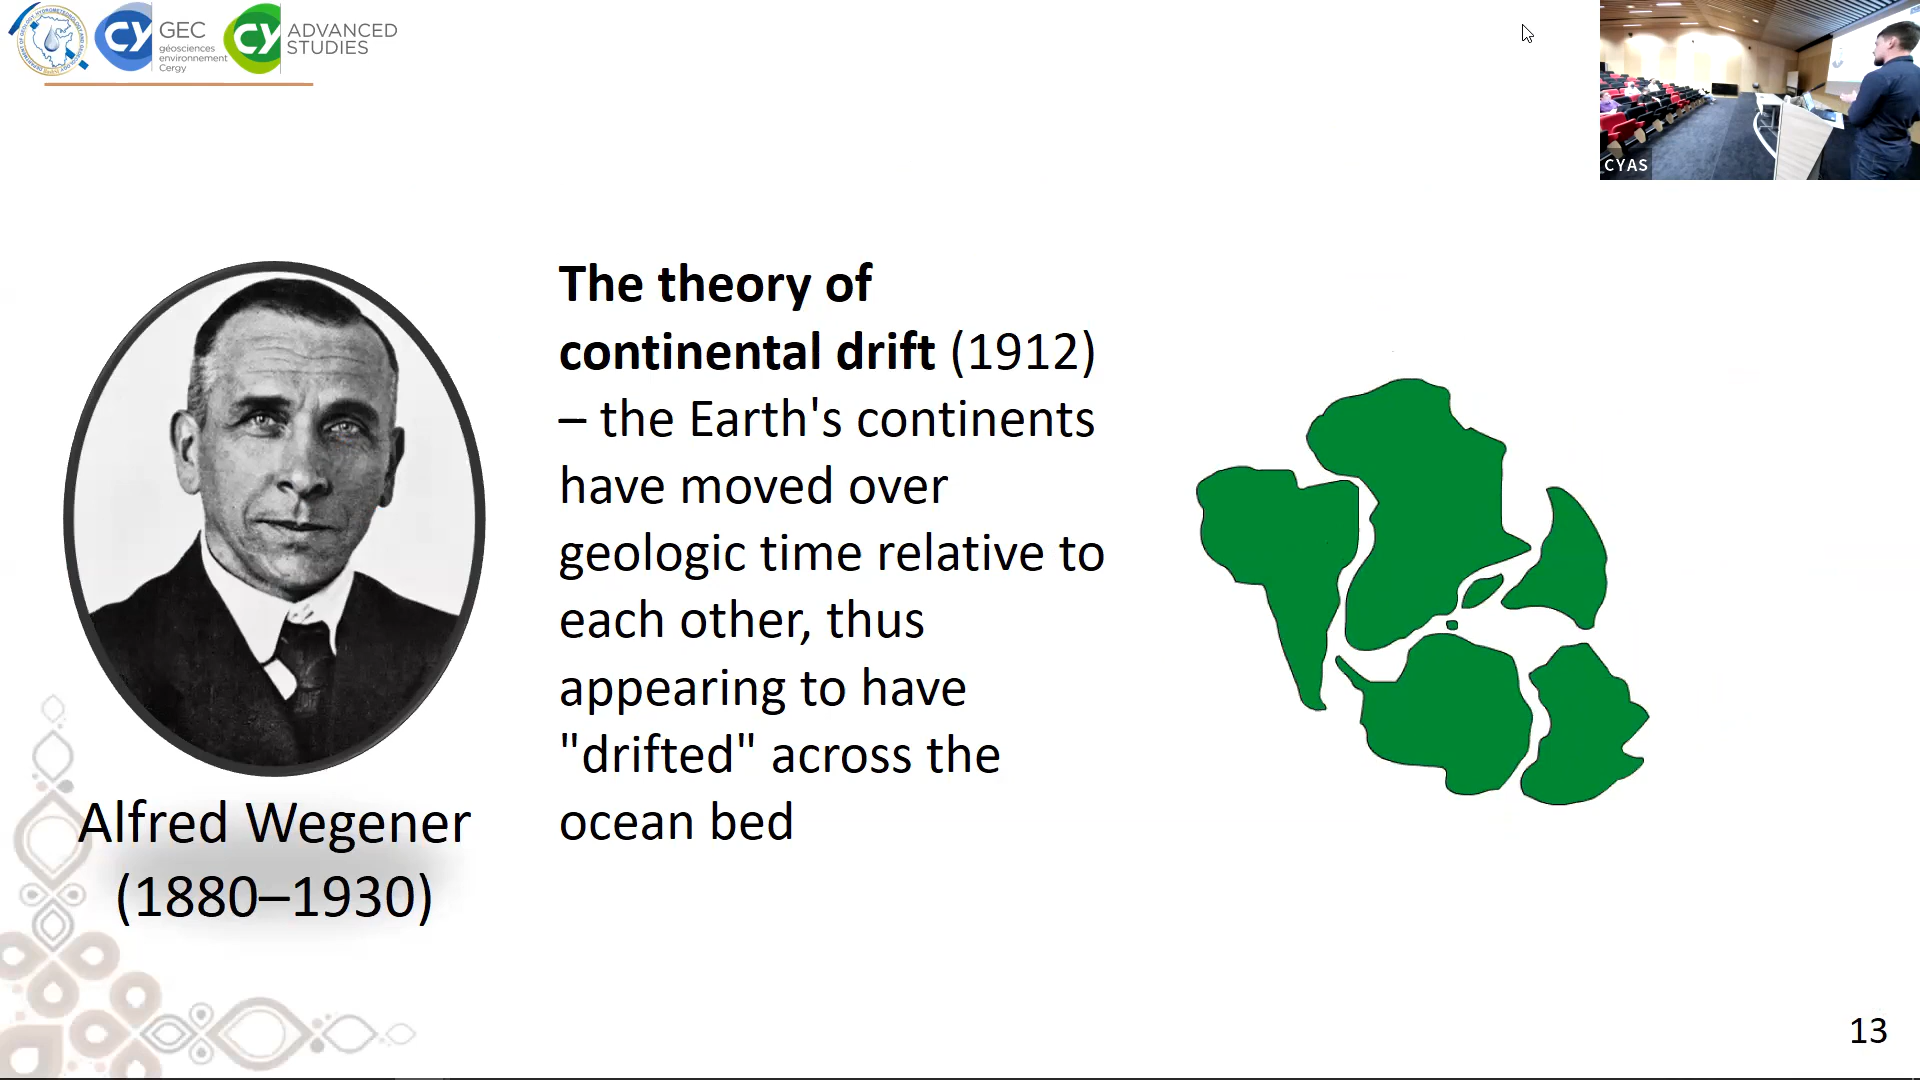 CY
GEC
géosciences
environnement
Cergy
CY
ADVANCED
STUDIES
CYAS
The theory of
continental drift (1912)
– the Earth's continents
have moved over
geologic time relative to
each other, thus
appearing to have
"drifted" across the
ocean bed
Alfred Wegener
(1880–1930)
13